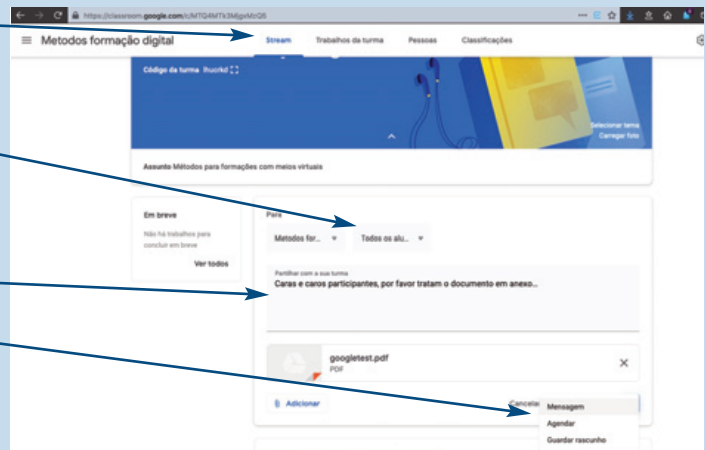 https://classroom.google.com/c/MTQ4MTk3MjgxMzQ5
Metodos formação digital
Stream Trabalhos da turma Pessoas Classificações
Código da turma lhuorkd
Selecionar tema
Carregar foto
Assunto Métodos para formações com meios virtuais
Em breve
Não há trabalhos para
concluir em breve
Ver todos
Para
Metodos for... Todos os alu...
Partilhar com a sua turma
Caras e caros participantes, por favor tratam o documento em anexo...
googletest.pdf
PDF
Adicionar
Cancelar
Mensagem
Agendar
Guardar rascunho